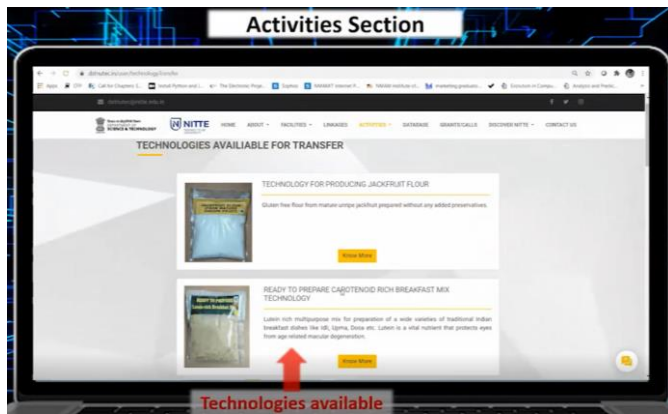 Activities Section
NITTE
HOME ABOUT FACILITIES LINKAGES ACTIVITIES DATABASE GRANTS/CALLS DISCOVER NITTE CONTACT US
SCIENCE & TECHNOLOGY
TECHNOLOGIES AVAILIABLE FOR TRANSFER
TECHNOLOGY FOR PRODUCING JACKFRUIT FLOUR
Gluten free flour from mature unripe jackfruit prepared without any added preservatives.
Know More
READY TO PREPARE CAROTENOID RICH BREAKFAST MIX
TECHNOLOGY
Lutein rich multipurpose mix for preparation of a wide varieties of traditional Indian
breakfast dishes like Idli, Upma, Dosa etc. Lutein is a vital nutrient that protects eyes
from age related macular degeneration.
Know More
Technologies available